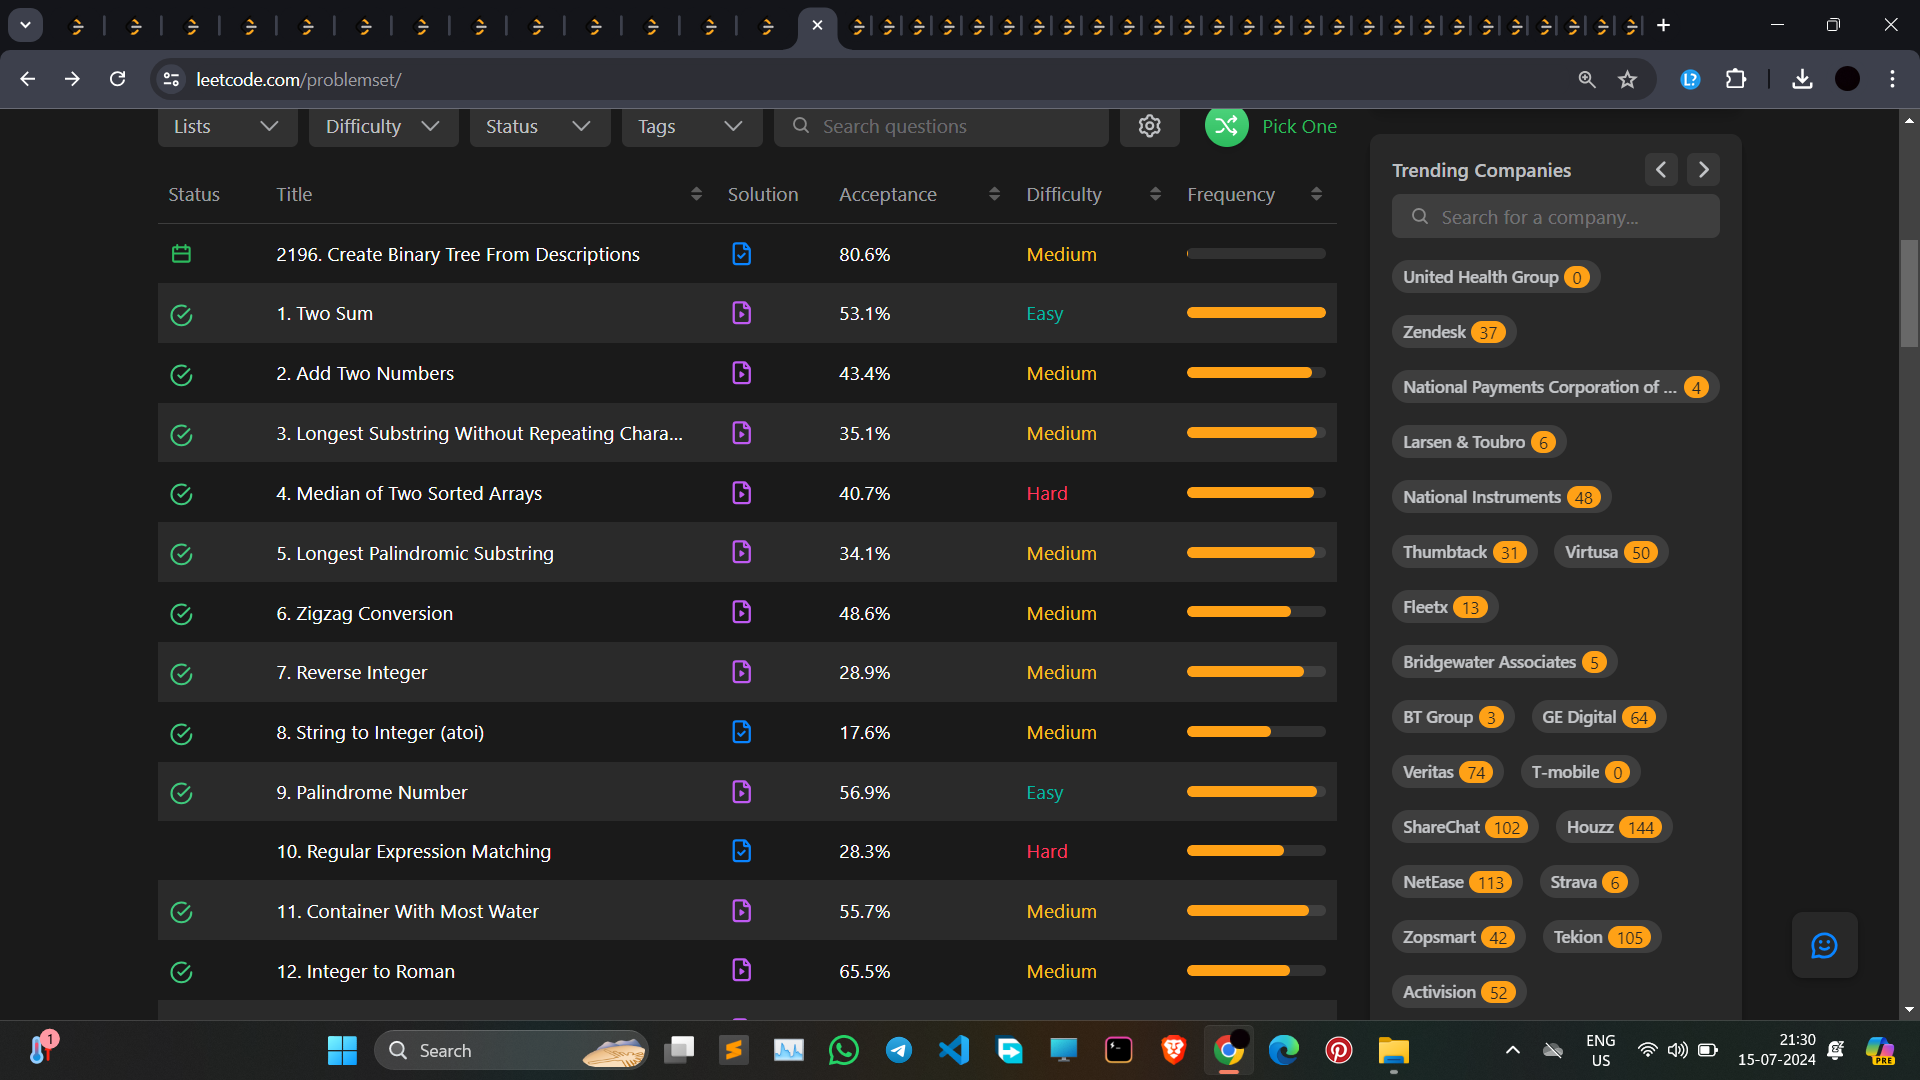 leetcode.com/problemset/
Lists Difficulty Status Tags Search questions Pick One
Status Title Solution Acceptance Difficulty Frequency
2196. Create Binary Tree From Descriptions 80.6% Medium
1. Two Sum 53.1% Easy
2. Add Two Numbers 43.4% Medium
3. Longest Substring Without Repeating Chara... 35.1% Medium
4. Median of Two Sorted Arrays 40.7% Hard
5. Longest Palindromic Substring 34.1% Medium
6. Zigzag Conversion 48.6% Medium
7. Reverse Integer 28.9% Medium
8. String to Integer (atoi) 17.6% Medium
9. Palindrome Number 56.9% Easy
10. Regular Expression Matching 28.3% Hard
11. Container With Most Water 55.7% Medium
12. Integer to Roman 65.5% Medium
Trending Companies
Search for a company...
United Health Group 0
Zendesk 37
National Payments Corporation of ... 4
Larsen & Toubro 6
National Instruments 48
Thumbtack 31 Virtusa 50
Fleetx 13
Bridgewater Associates 5
BT Group 3 GE Digital 64
Veritas 74 T-mobile 0
ShareChat 102 Houzz 144
NetEase 113 Strava 6
Zopsmart 42 Tekion 105
Activision 52
1
Search
ENG
US
21:30
15-07-2024
PRE